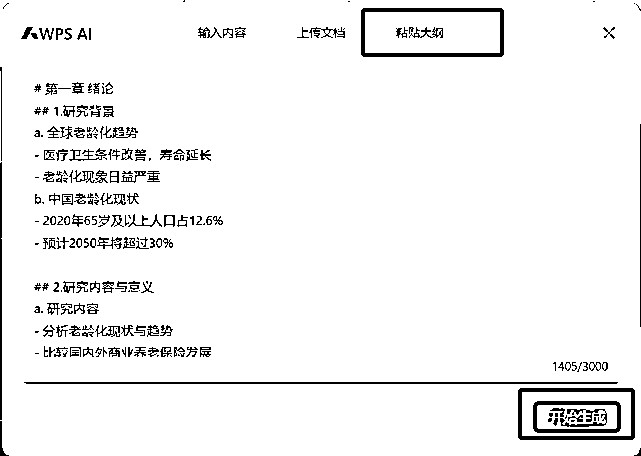 WPS AI 输入内容 上传文档 粘贴大纲
# 第一章 绪论
## 1.研究背景
a. 全球老龄化趋势
- 医疗卫生条件改善，寿命延长
- 老龄化现象日益严重
b. 中国老龄化现状
- 2020年65岁及以上人口占12.6%
- 预计2050年将超过30%
## 2.研究内容与意义
a. 研究内容
- 分析老龄化现状与趋势
- 比较国内外商业养老保险发展
1405/3000
开始生成